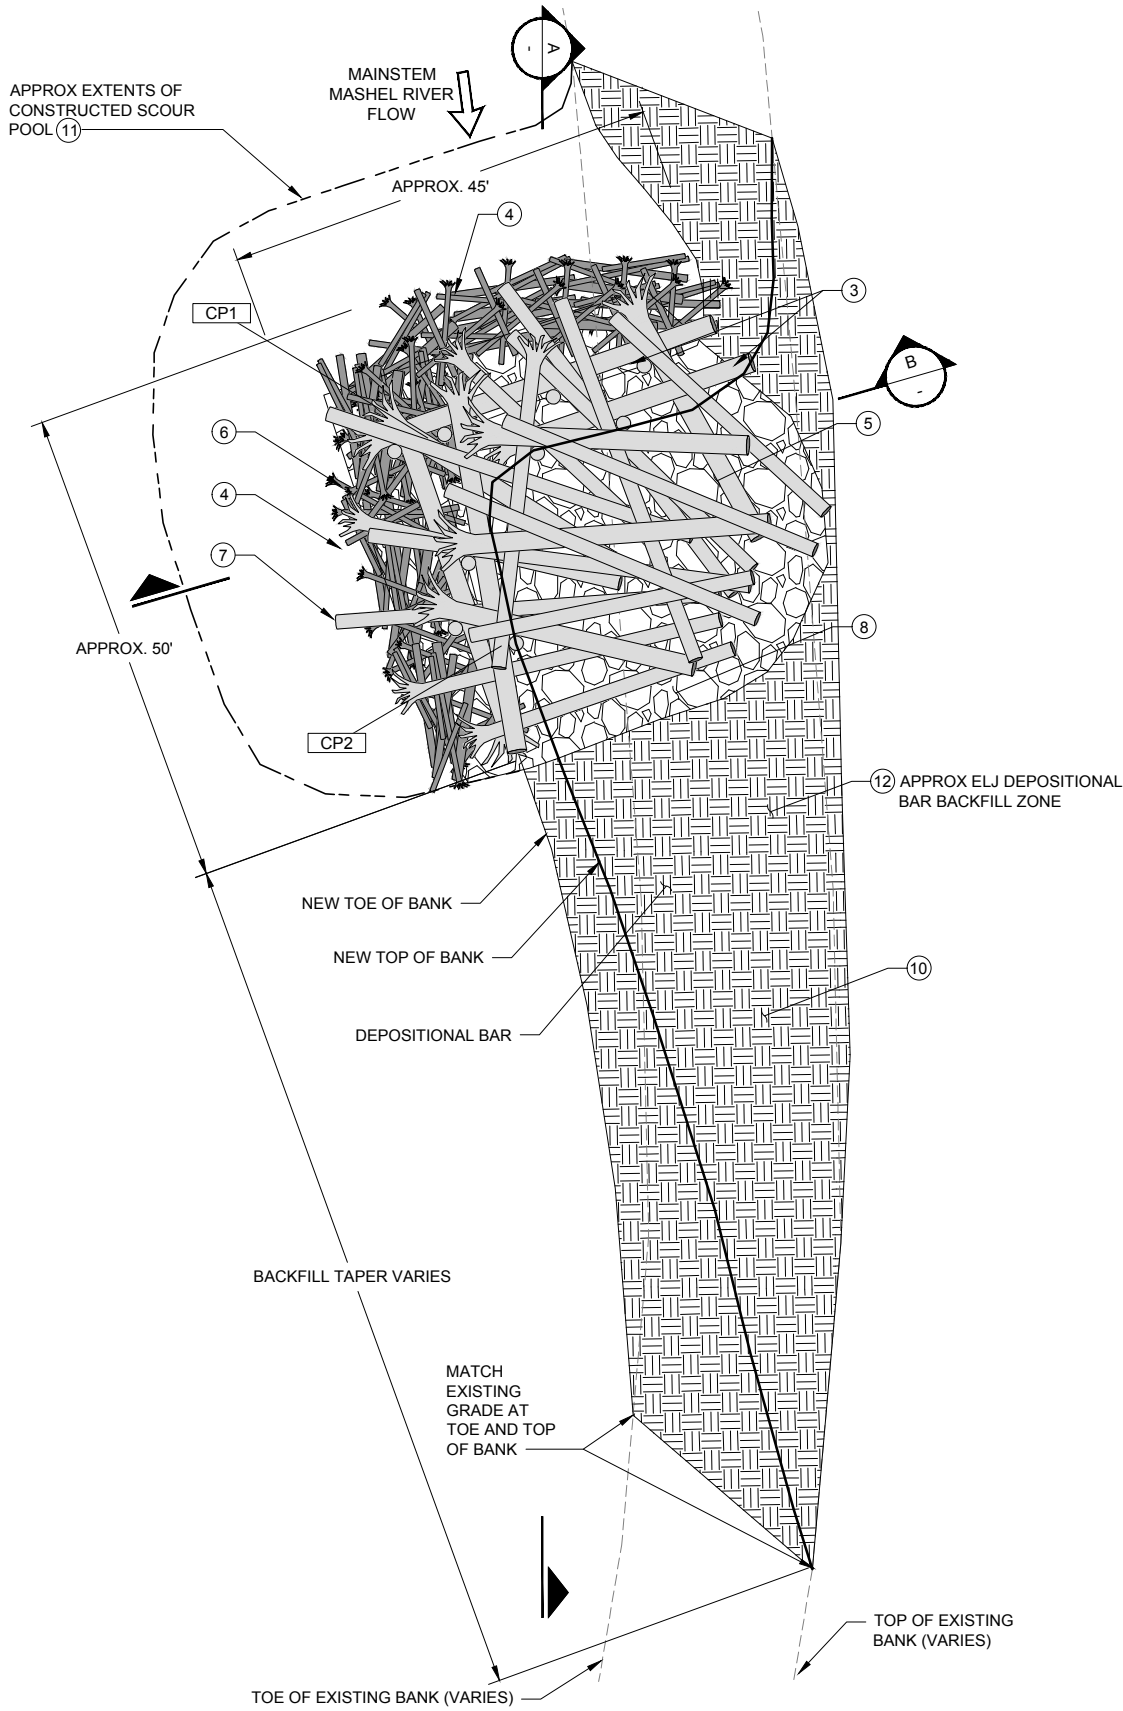 A
-
MAINSTEM
MASHEL RIVER
FLOW
APPROX EXTENTS OF
CONSTRUCTED SCOUR
POOL 11
APPROX. 45'
4
CP1
3
B
-
5
6
4
7
APPROX. 50'
8
CP2
12 APPROX ELJ DEPOSITIONAL
BAR BACKFILL ZONE
NEW TOE OF BANK
NEW TOP OF BANK
10
DEPOSITIONAL BAR
BACKFILL TAPER VARIES
MATCH
EXISTING
GRADE AT
TOE AND TOP
OF BANK
TOP OF EXISTING
BANK (VARIES)
TOE OF EXISTING BANK (VARIES)